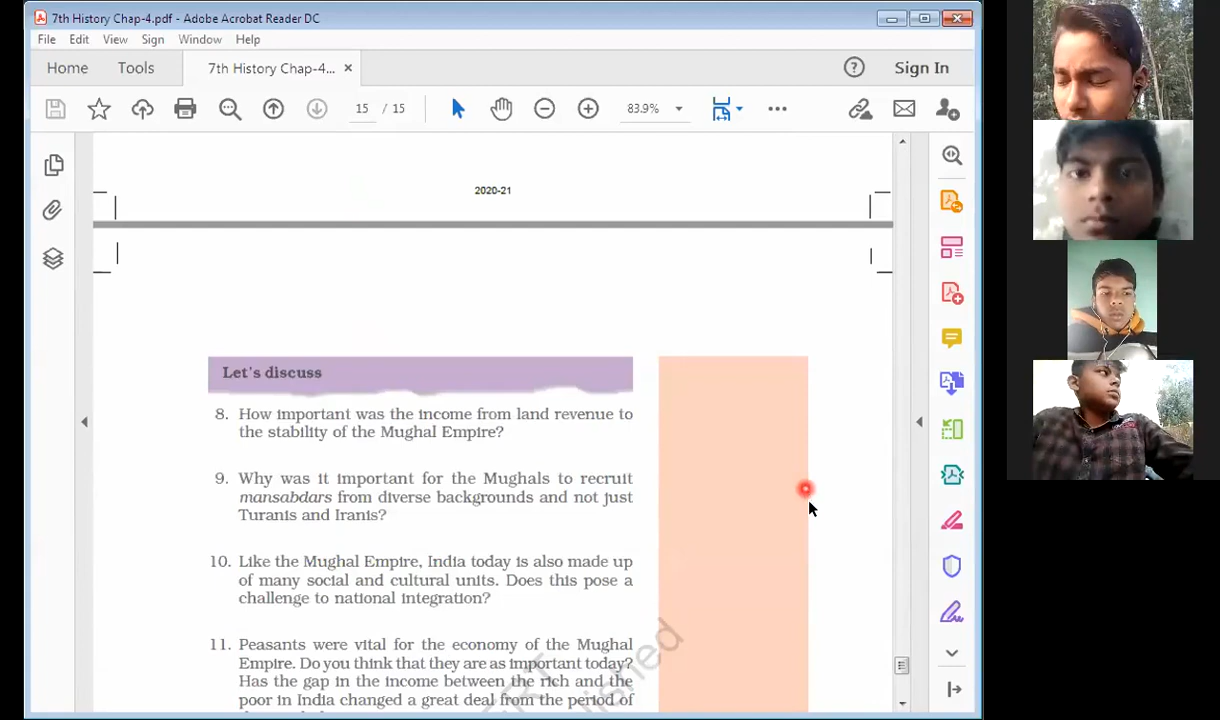 7th History Chap-4.pdf - Adobe Acrobat Reader DC
File Edit View Sign Window Help
Home Tools 7th History Chap-4... × Sign In
15 / 15 83.9%
2020-21
Let's discuss
8. How important was the income from land revenue to
the stability of the Mughal Empire?
9. Why was it important for the Mughals to recruit
mansabdars from diverse backgrounds and not just
Turanis and Iranis?
10. Like the Mughal Empire, India today is also made up
of many social and cultural units. Does this pose a
challenge to national integration?
11. Peasants were vital for the economy of the Mughal
Empire. Do you think that they are as important today?
Has the gap in the income between the rich and the
poor in India changed a great deal from the period of